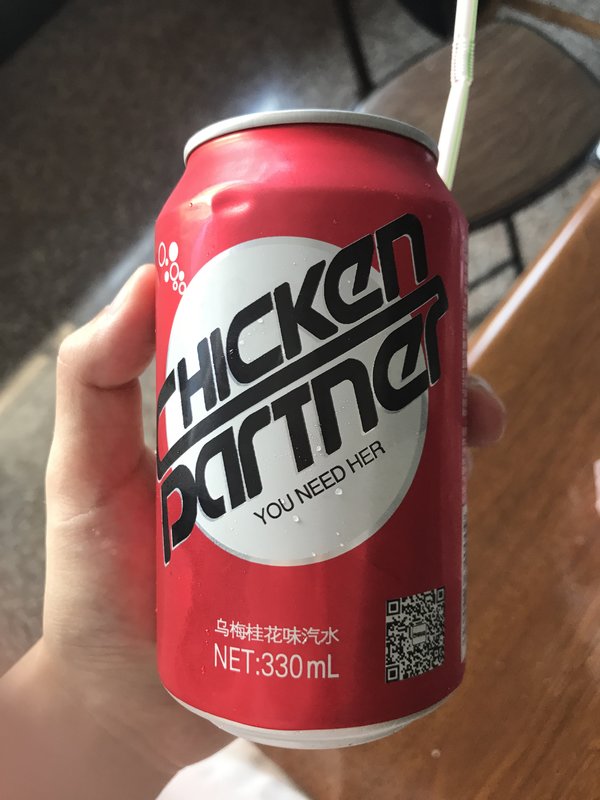 CHICKEN
PARTNER
YOU NEED HER
乌梅桂花味汽水
NET:330mL